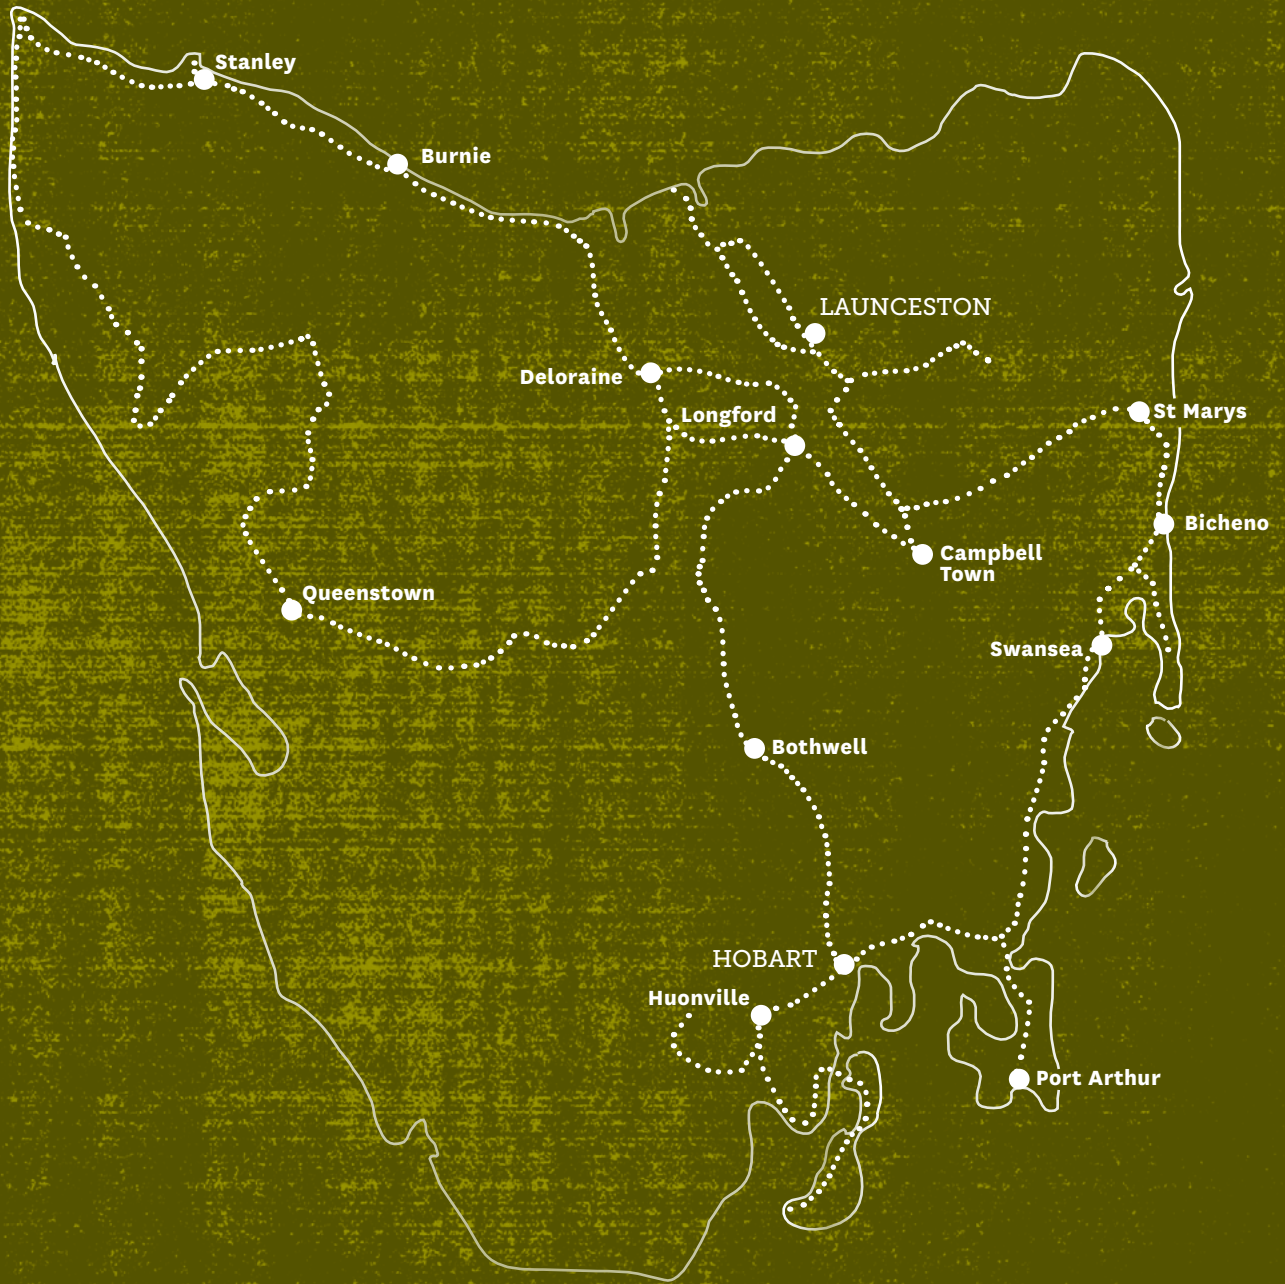 Stanley
Burnie
LAUNCESTON
Deloraine
Longford
St Marys
Bicheno
Campbell
Town
Queenstown
Swansea
Bothwell
HOBART
Huonville
Port Arthur